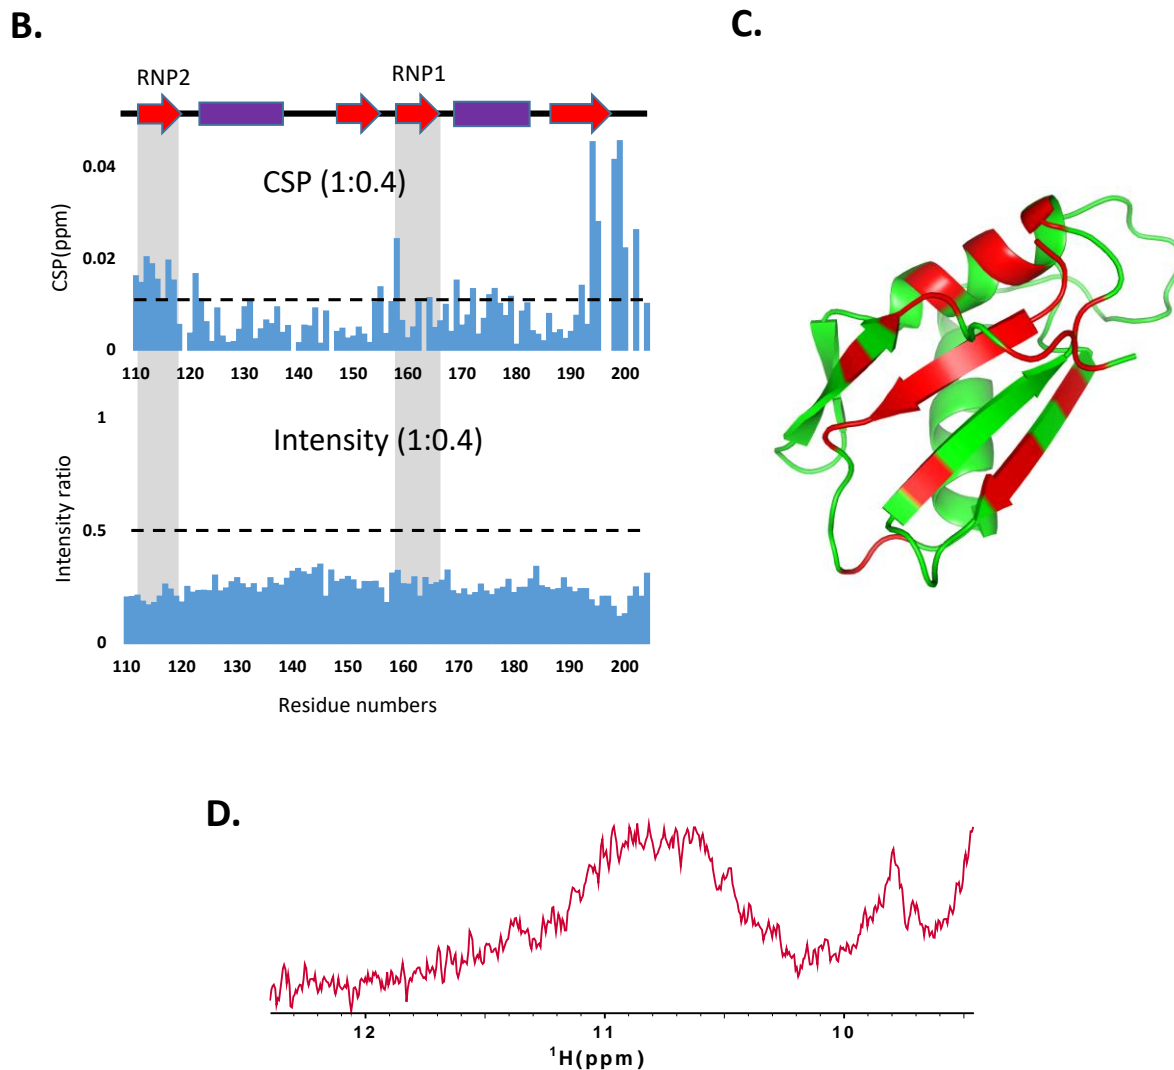 B.
C.
RNP2
RNP1
CSP (1:0.4)
CSP(ppm)
0.04
0.02
0
110 120 130 140 150 160 170 180 190 200
Intensity (1:0.4)
Intensity ratio
1
0.5
0
110 120 130 140 150 160 170 180 190 200
Residue numbers
D.
12 11 10
¹H(ppm)